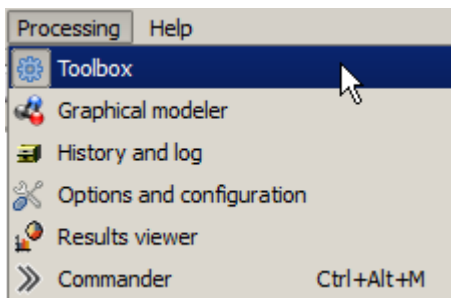 Processing Help
Toolbox
Graphical modeler
History and log
Options and configuration
Results viewer
Commander Ctrl+Alt+M